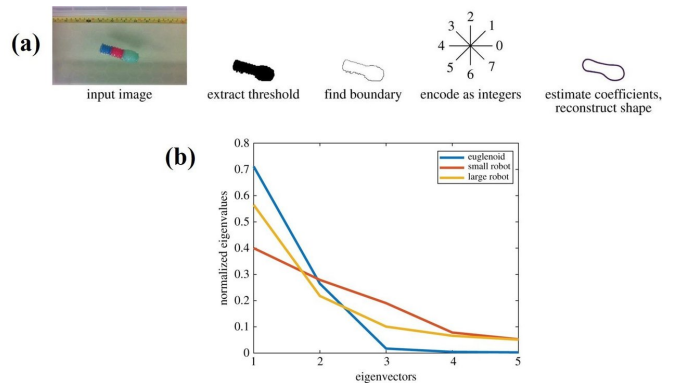 (a)
2
3 1
4 0
5 7
6
input image
extract threshold
find boundary
encode as integers
estimate coefficients,
reconstruct shape
(b)
0.8
0.7
0.6
0.5
0.4
0.3
0.2
0.1
0
normalized eigenvalues
euglenoid
small robot
large robot
1 2 3 4 5
eigenvectors